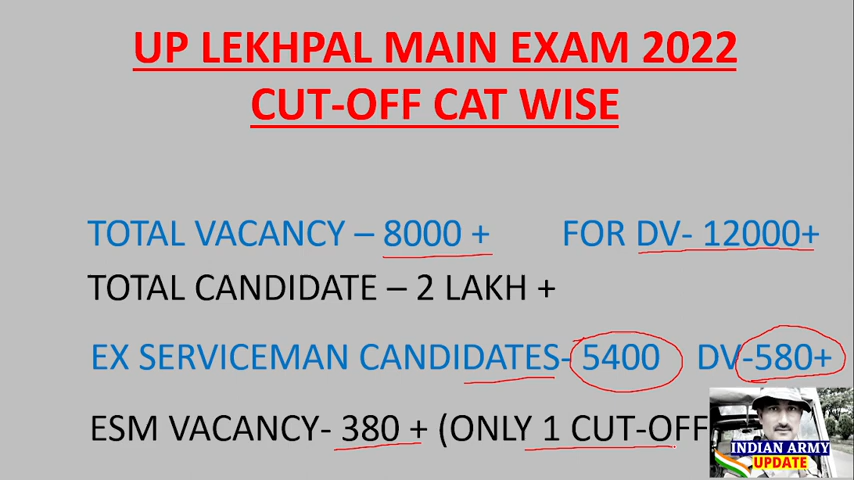 UP LEKHPAL MAIN EXAM 2022
CUT-OFF CAT WISE
TOTAL VACANCY – 8000 + FOR DV- 12000+
TOTAL CANDIDATE – 2 LAKH +
EX SERVICEMAN CANDIDATES- 5400 DV-580+
ESM VACANCY- 380 + (ONLY 1 CUT-OFF
INDIAN ARMY
UPDATE